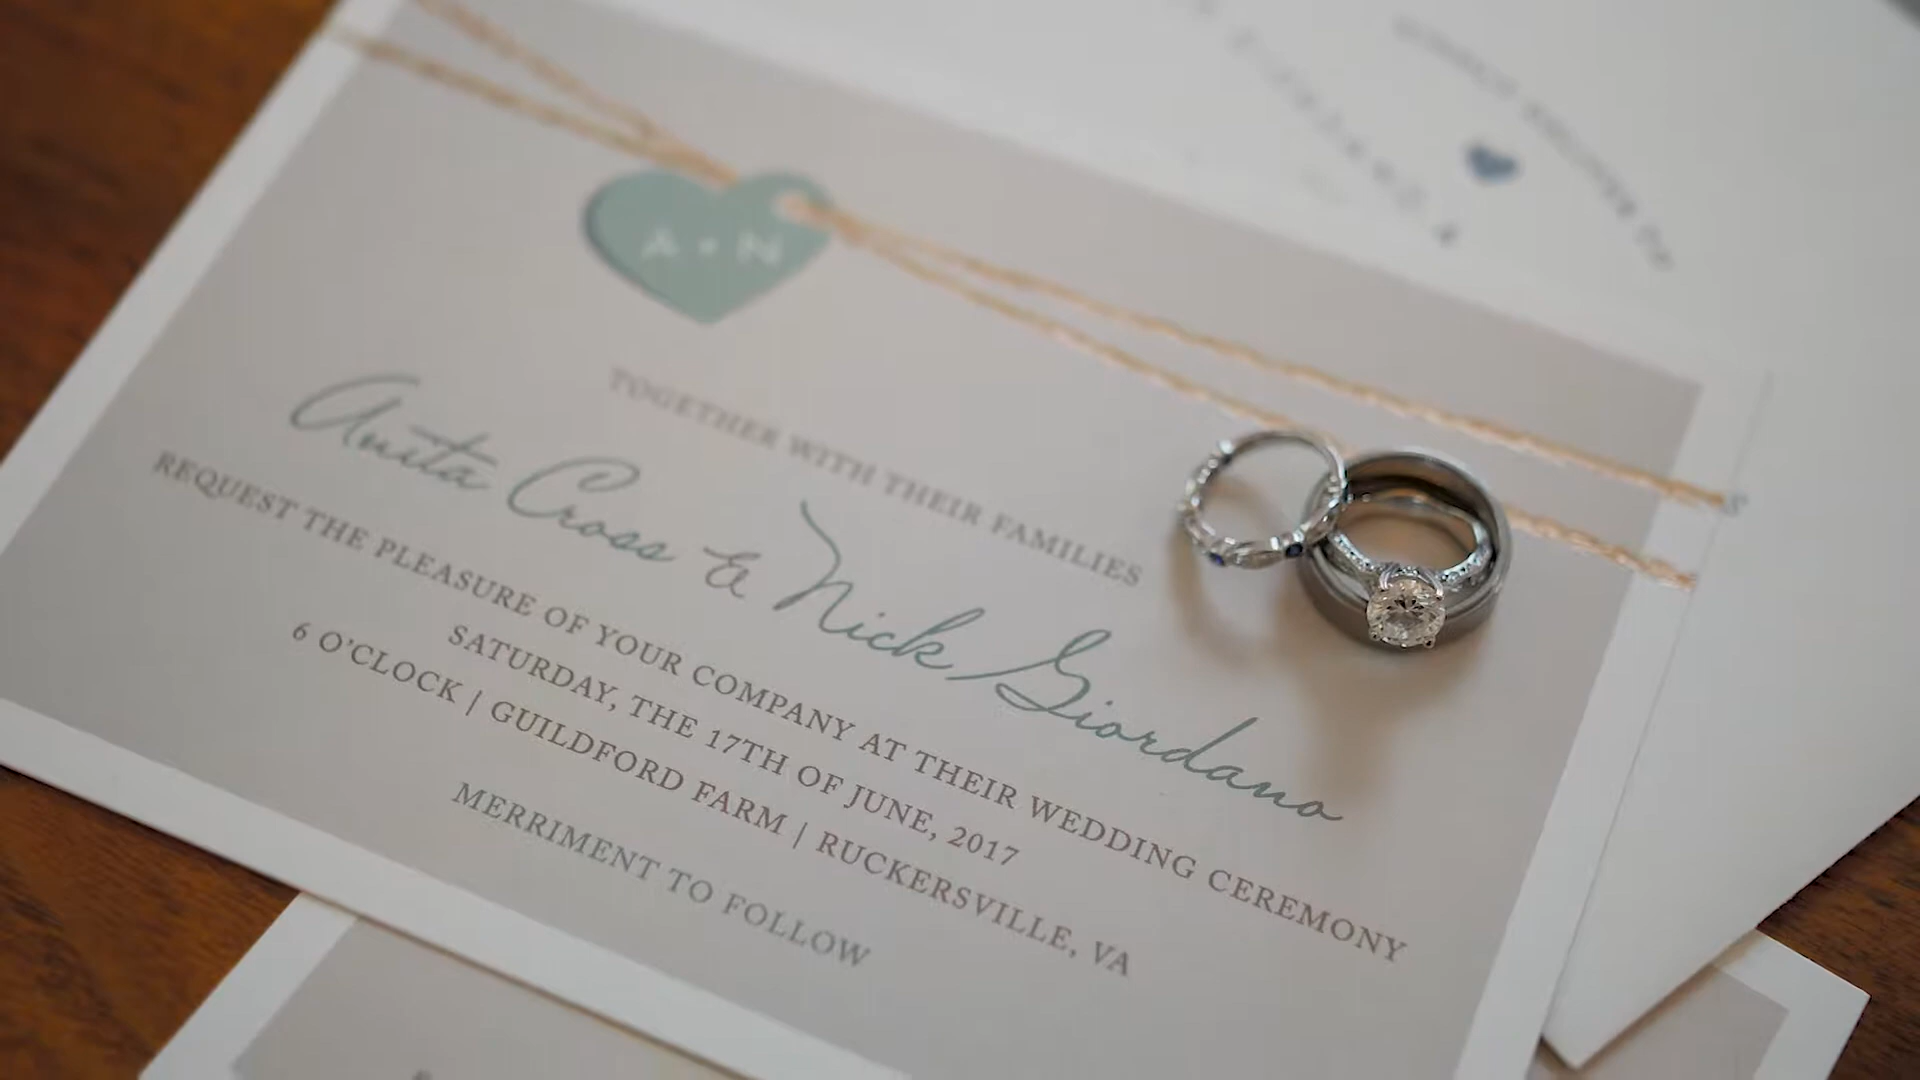 A + N
TOGETHER WITH THEIR FAMILIES
Anita Cross & Nick Giordano
REQUEST THE PLEASURE OF YOUR COMPANY AT THEIR WEDDING CEREMONY
SATURDAY, THE 17TH OF JUNE, 2017
6 O'CLOCK | GUILDFORD FARM | RUCKERSVILLE, VA
MERRIMENT TO FOLLOW